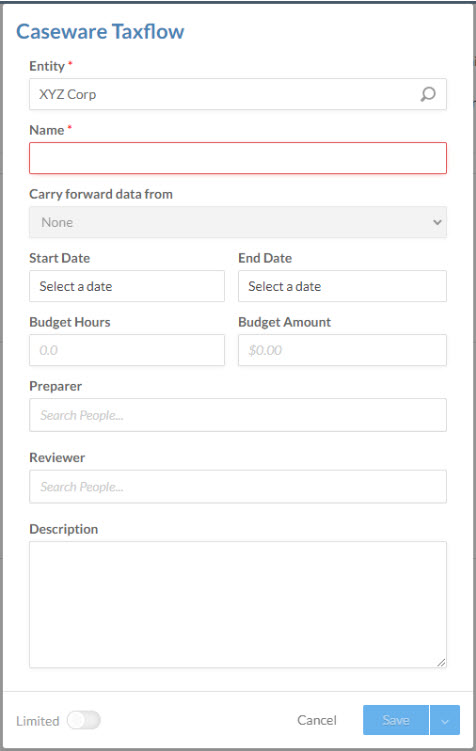 Caseware Taxflow
Entity *
XYZ Corp
Name *
Carry forward data from
None
Start Date End Date
Select a date Select a date
Budget Hours Budget Amount
0.0 $0.00
Preparer
Search People...
Reviewer
Search People...
Description
Limited Cancel Save